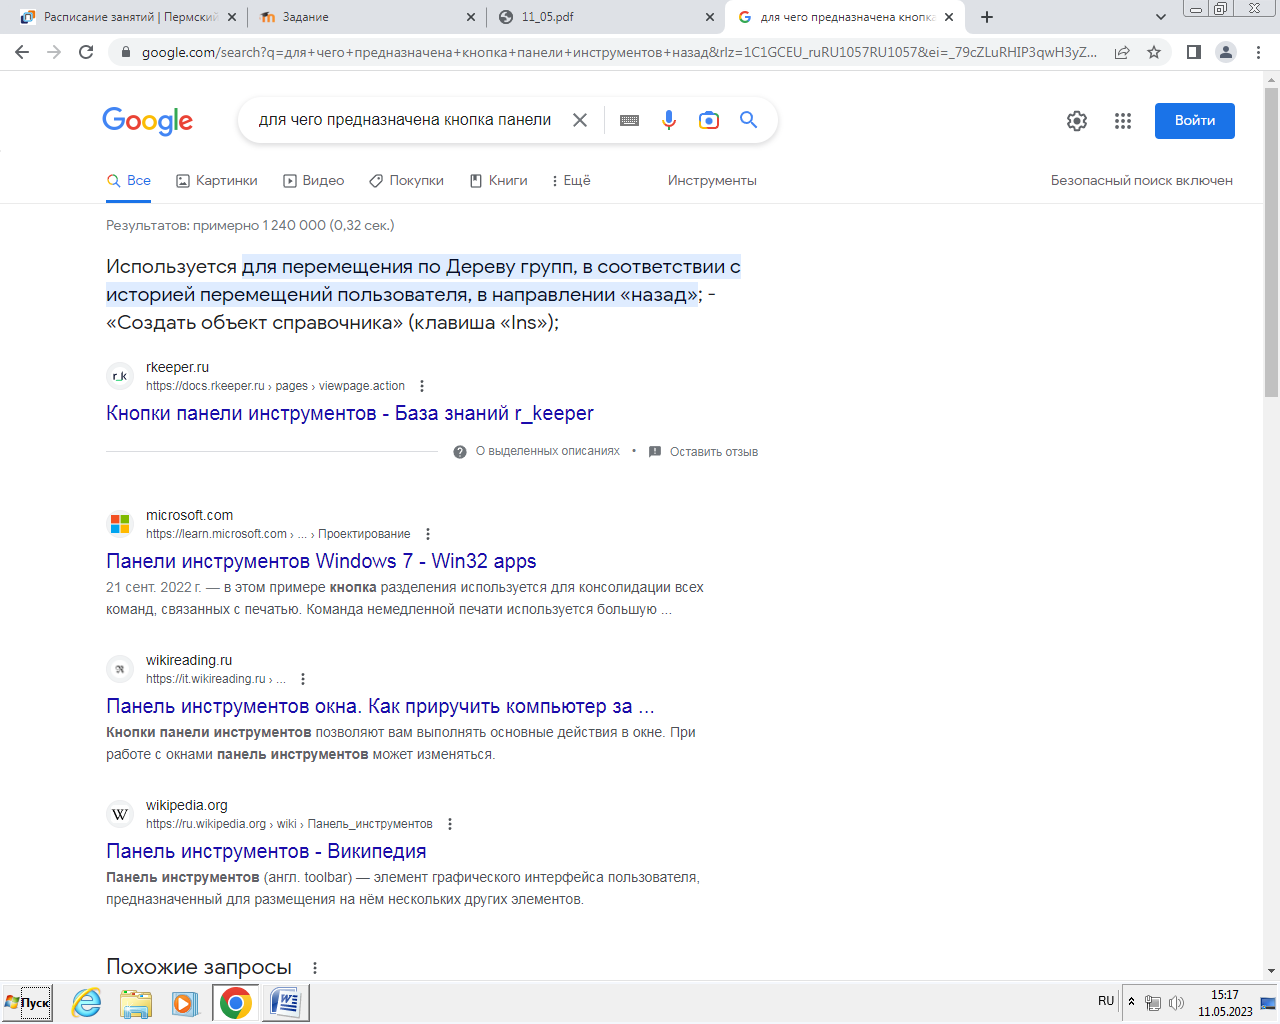 Расписание занятий | Пермский
Задание
11_05.pdf
для чего предназначена кнопка
google.com/search?q=для+чего+предназначена+кнопка+панели+инструментов+назад&rlz=1C1GCEU_ruRU1057RU1057&ei=_79cZLuRHIP3qwH3yZ...
Google
для чего предназначена кнопка панели
Войти
Все
Картинки
Видео
Покупки
Книги
Ещё
Инструменты
Безопасный поиск включен
Результатов: примерно 1 240 000 (0,32 сек.)
Используется для перемещения по Дереву групп, в соответствии с
историей перемещений пользователя, в направлении «назад»; -
«Создать объект справочника» (клавиша «Ins»);
r_k
rkeeper.ru
https://docs.rkeeper.ru › pages › viewpage.action
Кнопки панели инструментов - База знаний r_keeper
О выделенных описаниях • Оставить отзыв
microsoft.com
https://learn.microsoft.com › ... › Проектирование
Панели инструментов Windows 7 - Win32 apps
21 сент. 2022 г. — в этом примере кнопка разделения используется для консолидации всех
команд, связанных с печатью. Команда немедленной печати используется большую ...
wikireading.ru
https://it.wikireading.ru › ...
Панель инструментов окна. Как приручить компьютер за ...
Кнопки панели инструментов позволяют вам выполнять основные действия в окне. При
работе с окнами панель инструментов может изменяться.
W
wikipedia.org
https://ru.wikipedia.org › wiki › Панель_инструментов
Панель инструментов - Википедия
Панель инструментов (англ. toolbar) — элемент графического интерфейса пользователя,
предназначенный для размещения на нём нескольких других элементов.
Похожие запросы
Пуск
RU
15:17
11.05.2023